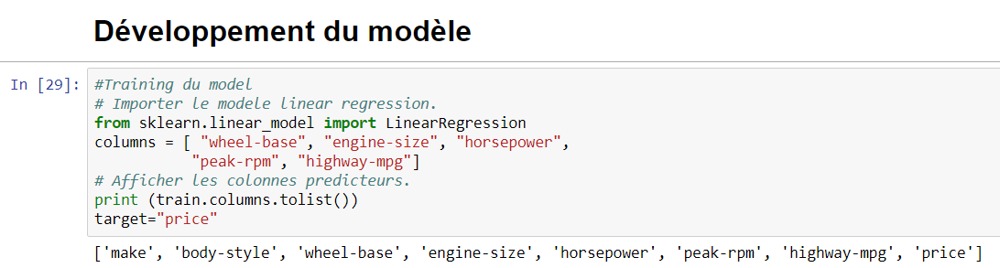 Développement du modèle
In [29]: #Training du model
# Importer le modele linear regression.
from sklearn.linear_model import LinearRegression
columns = [ "wheel-base", "engine-size", "horsepower",
"peak-rpm", "highway-mpg"]
# Afficher les colonnes predicteurs.
print (train.columns.tolist())
target="price"
['make', 'body-style', 'wheel-base', 'engine-size', 'horsepower', 'peak-rpm', 'highway-mpg', 'price']